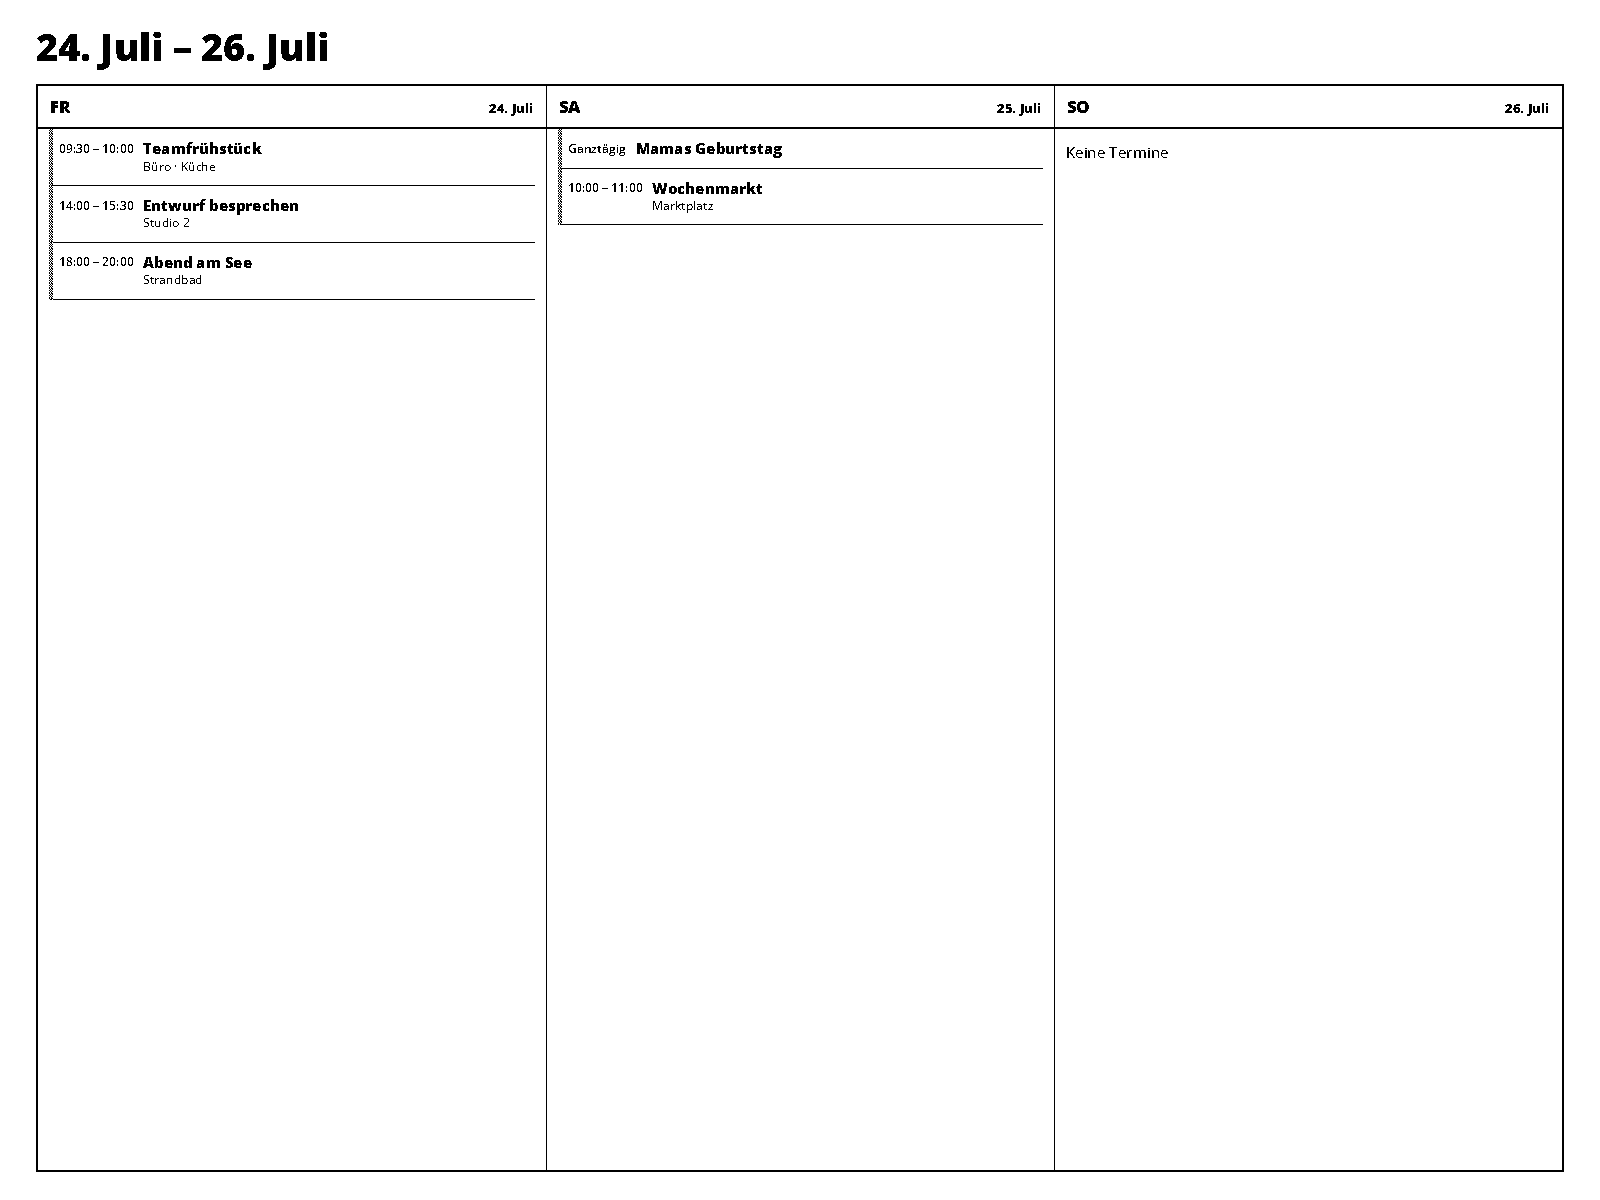 24. Juli – 26. Juli
FR 24. Juli
09:30 – 10:00 Teamfrühstück
Büro · Küche
14:00 – 15:30 Entwurf besprechen
Studio 2
18:00 – 20:00 Abend am See
Strandbad
SA 25. Juli
Ganztägig Mamas Geburtstag
10:00 – 11:00 Wochenmarkt
Marktplatz
SO 26. Juli
Keine Termine